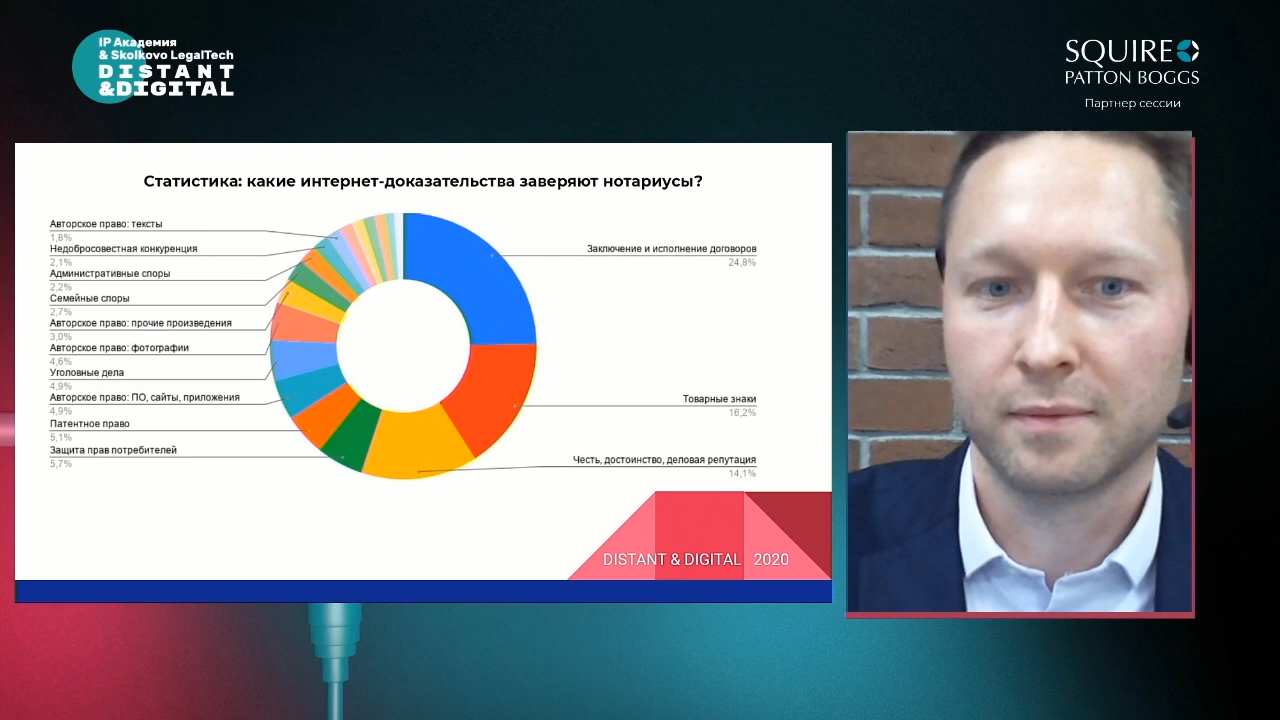 IP Академия
& Skolkovo LegalTech
DISTANT
&DIGITAL
SQUIRE
PATTON BOGGS
Партнер сессии
Статистика: какие интернет-доказательства заверяют нотариусы?
Авторское право: тексты
1,8%
Недобросовестная конкуренция
2,1%
Административные споры
2,2%
Семейные споры
2,7%
Авторское право: прочие произведения
3,0%
Авторское право: фотографии
4,6%
Уголовные дела
4,9%
Авторское право: ПО, сайты, приложения
4,9%
Патентное право
5,1%
Защита прав потребителей
5,7%
Заключение и исполнение договоров
24,8%
Товарные знаки
16,2%
Честь, достоинство, деловая репутация
14,1%
DISTANT & DIGITAL 2020